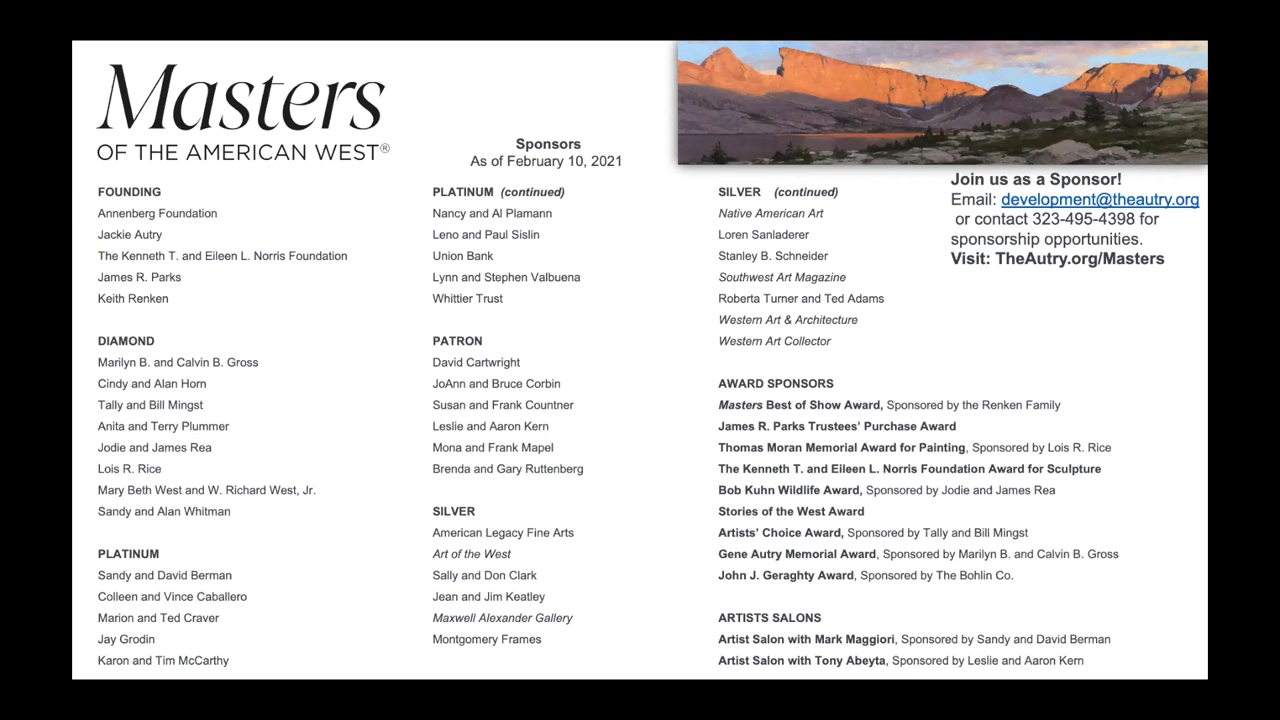 Masters
OF THE AMERICAN WEST®
Sponsors
As of February 10, 2021
FOUNDING
Annenberg Foundation
Jackie Autry
The Kenneth T. and Eileen L. Norris Foundation
James R. Parks
Keith Renken
DIAMOND
Marilyn B. and Calvin B. Gross
Cindy and Alan Horn
Tally and Bill Mingst
Anita and Terry Plummer
Jodie and James Rea
Lois R. Rice
Mary Beth West and W. Richard West, Jr.
Sandy and Alan Whitman
PLATINUM
Sandy and David Berman
Colleen and Vince Caballero
Marion and Ted Craver
Jay Grodin
Karon and Tim McCarthy
PLATINUM (continued)
Nancy and Al Plamann
Leno and Paul Sislin
Union Bank
Lynn and Stephen Valbuena
Whittier Trust
PATRON
David Cartwright
JoAnn and Bruce Corbin
Susan and Frank Countner
Leslie and Aaron Kern
Mona and Frank Mapel
Brenda and Gary Ruttenberg
SILVER
American Legacy Fine Arts
Art of the West
Sally and Don Clark
Jean and Jim Keatley
Maxwell Alexander Gallery
Montgomery Frames
SILVER (continued)
Native American Art
Loren Sanladerer
Stanley B. Schneider
Southwest Art Magazine
Roberta Turner and Ted Adams
Western Art & Architecture
Western Art Collector
AWARD SPONSORS
Masters Best of Show Award, Sponsored by the Renken Family
James R. Parks Trustees' Purchase Award
Thomas Moran Memorial Award for Painting, Sponsored by Lois R. Rice
The Kenneth T. and Eileen L. Norris Foundation Award for Sculpture
Bob Kuhn Wildlife Award, Sponsored by Jodie and James Rea
Stories of the West Award
Artists' Choice Award, Sponsored by Tally and Bill Mingst
Gene Autry Memorial Award, Sponsored by Marilyn B. and Calvin B. Gross
John J. Geraghty Award, Sponsored by The Bohlin Co.
ARTISTS SALONS
Artist Salon with Mark Maggiori, Sponsored by Sandy and David Berman
Artist Salon with Tony Abeyta, Sponsored by Leslie and Aaron Kern
Join us as a Sponsor!
Email: development@theautry.org
or contact 323-495-4398 for
sponsorship opportunities.
Visit: TheAutry.org/Masters